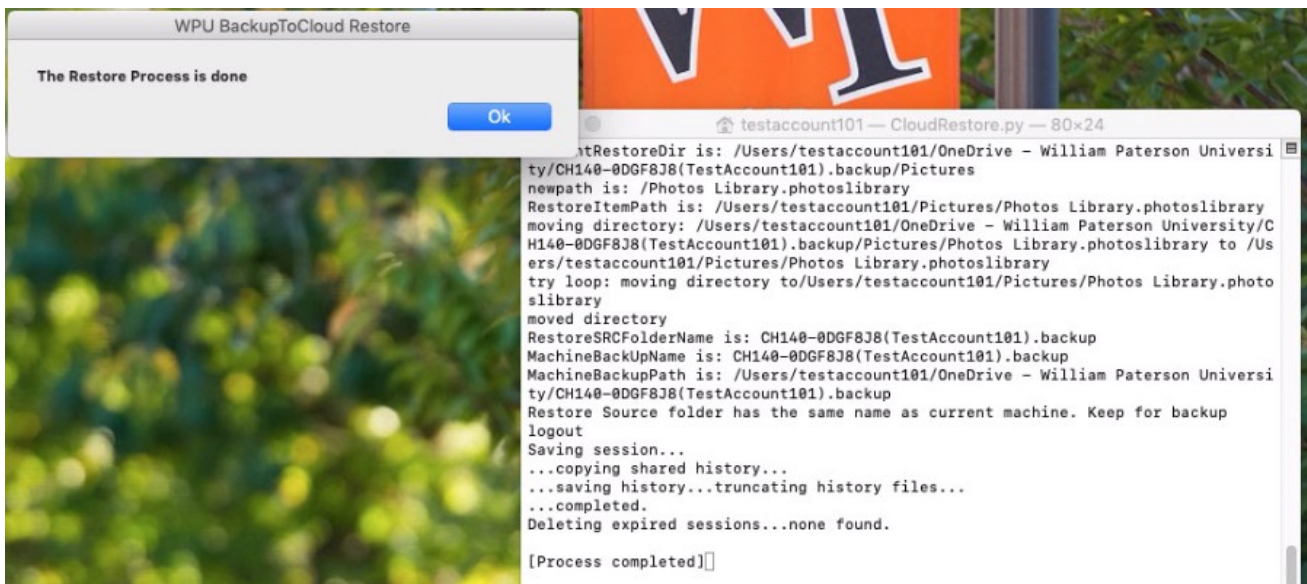 WPU BackupToCloud Restore
The Restore Process is done
Ok
testaccount101 — CloudRestore.py — 80×24
ntRestoreDir is: /Users/testaccount101/OneDrive - William Paterson Universi
ty/CH140-0DGF8J8(TestAccount101).backup/Pictures
newpath is: /Photos Library.photoslibrary
RestoreItemPath is: /Users/testaccount101/Pictures/Photos Library.photoslibrary
moving directory: /Users/testaccount101/OneDrive - William Paterson University/C
H140-0DGF8J8(TestAccount101).backup/Pictures/Photos Library.photoslibrary to /Us
ers/testaccount101/Pictures/Photos Library.photoslibrary
try loop: moving directory to/Users/testaccount101/Pictures/Photos Library.photo
slibrary
moved directory
RestoreSRCFolderName is: CH140-0DGF8J8(TestAccount101).backup
MachineBackUpName is: CH140-0DGF8J8(TestAccount101).backup
MachineBackupPath is: /Users/testaccount101/OneDrive - William Paterson Universi
ty/CH140-0DGF8J8(TestAccount101).backup
Restore Source folder has the same name as current machine. Keep for backup
logout
Saving session...
...copying shared history...
...saving history...truncating history files...
...completed.
Deleting expired sessions...none found.
[Process completed]